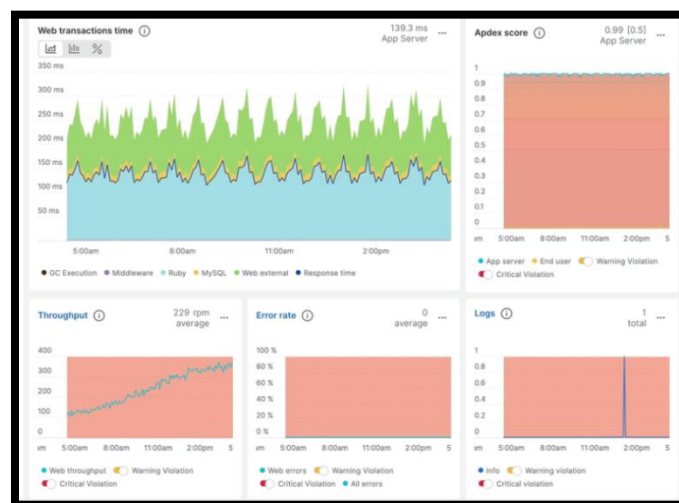 Web transactions time
139.3 ms
App Server
350 ms
300 ms
250 ms
200 ms
150 ms
100 ms
50 ms
5:00am 8:00am 11:00am 2:00pm
GC Execution Middleware Ruby MySQL Web external Response time
Apdex score
0.99 [0.5]
App Server
1
0.9
0.8
0.7
0.6
0.5
0.4
0.3
0.2
0.1
0
am 5:00am 8:00am 11:00am 2:00pm 5
App server End user Warning Violation
Critical Violation
Throughput
229 rpm
average
400
300
200
100
0
am 5:00am 8:00am 11:00am 2:00pm 5
Web throughput Warning Violation
Critical Violation
Error rate
0
average
100 %
80 %
60 %
40 %
20 %
0 %
am 5:00am 8:00am 11:00am 2:00pm 5
Web errors Warning Violation
Critical Violation All errors
Logs
1
total
1
0.8
0.6
0.4
0.2
0
am 5:00am 8:00am 11:00am 2:00pm 5
Info Warning violation
Critical violation